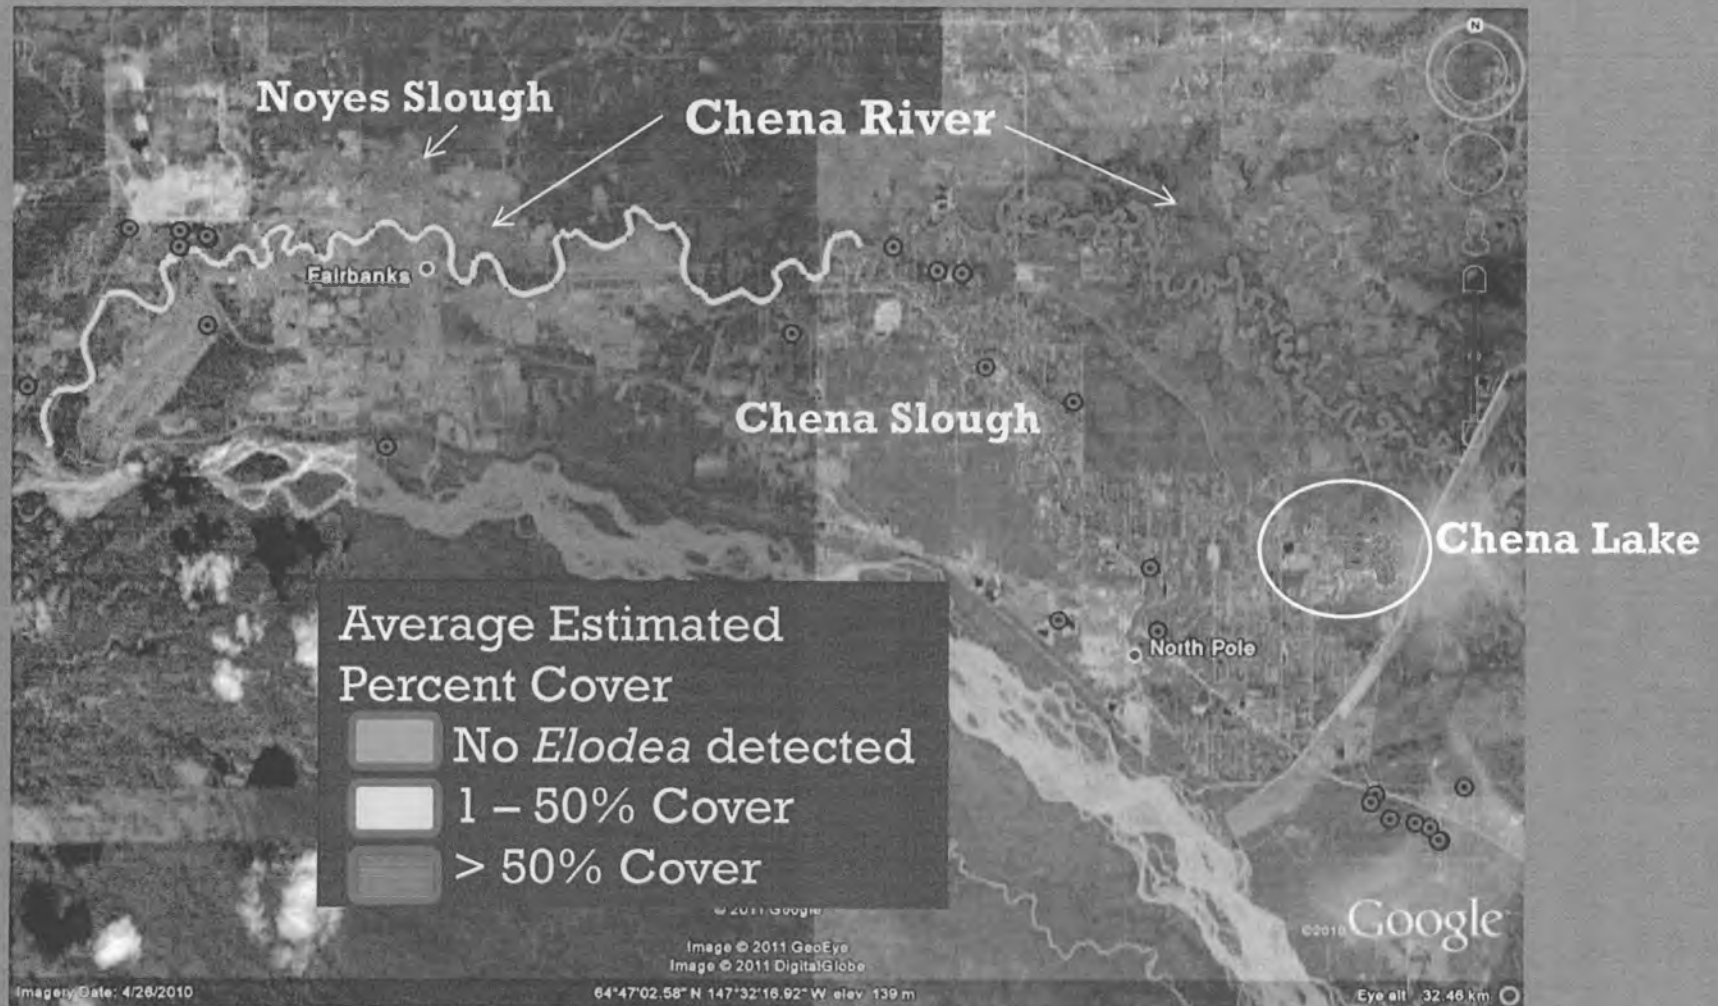 N
Noyes Slough
Chena River
Fairbanks
Chena Slough
Chena Lake
North Pole
Average Estimated
Percent Cover
No Elodea detected
1 – 50% Cover
> 50% Cover
© 2011 Google
Image © 2011 GeoEye
Image © 2011 DigitalGlobe
©2010 Google
Imagery Date: 4/26/2010
64°47'02.58" N 147°32'16.92" W elev 139 m
Eye alt 32.46 km